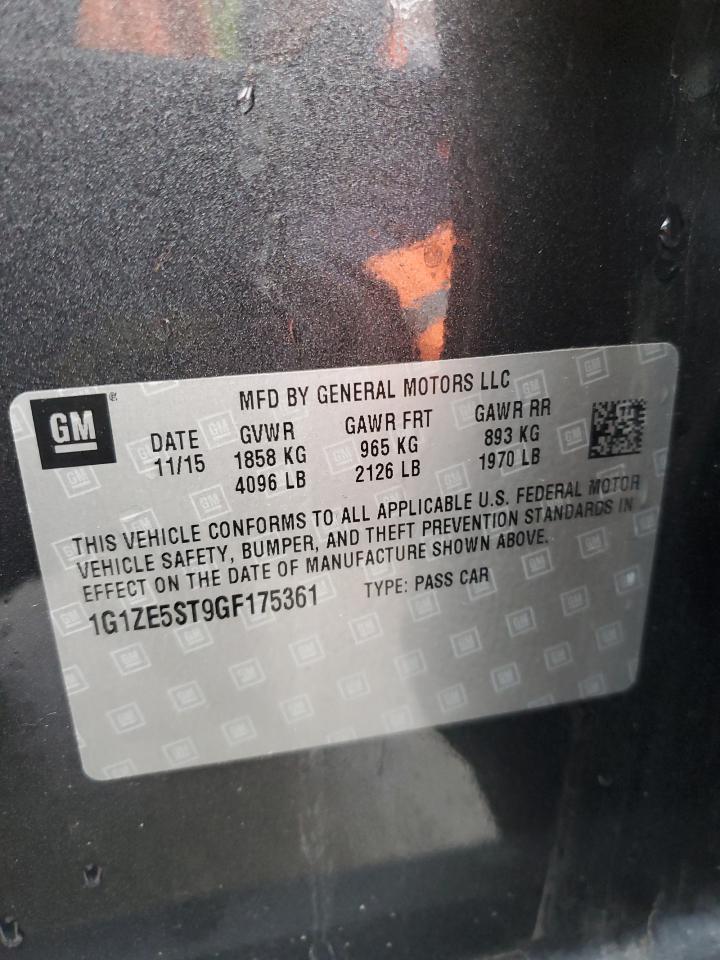 GM®
MFD BY GENERAL MOTORS LLC
DATE GVWR GAWR FRT GAWR RR
11/15 1858 KG 965 KG 893 KG
4096 LB 2126 LB 1970 LB
THIS VEHICLE CONFORMS TO ALL APPLICABLE U.S. FEDERAL MOTOR
VEHICLE SAFETY, BUMPER, AND THEFT PREVENTION STANDARDS IN
EFFECT ON THE DATE OF MANUFACTURE SHOWN ABOVE.
1G1ZE5ST9GF175361 TYPE: PASS CAR